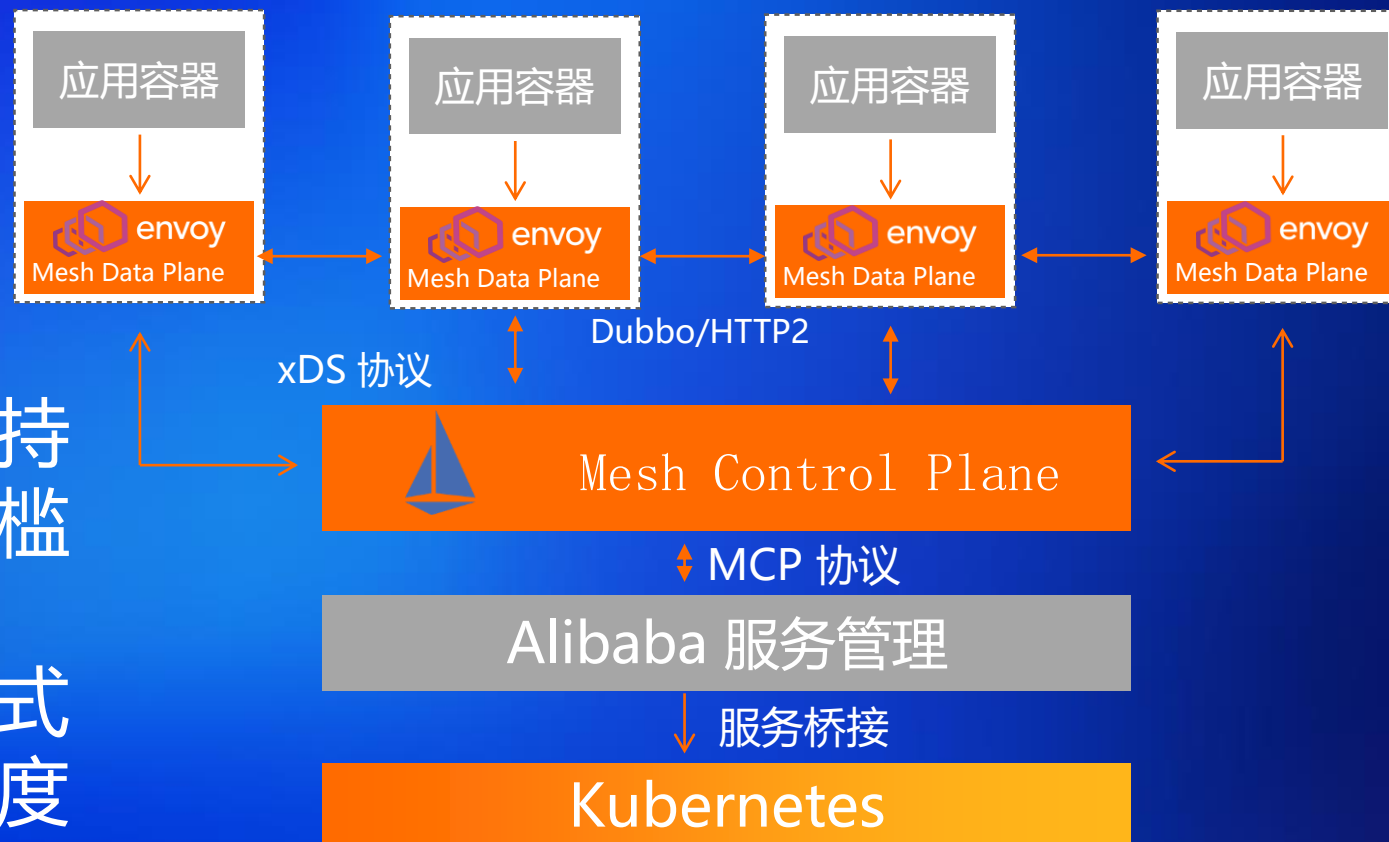 应用容器
应用容器
应用容器
应用容器
envoy
Mesh Data Plane
envoy
Mesh Data Plane
envoy
Mesh Data Plane
envoy
Mesh Data Plane
Dubbo/HTTP2
xDS 协议
持
槛
式
度
Mesh Control Plane
MCP 协议
Alibaba 服务管理
服务桥接
Kubernetes